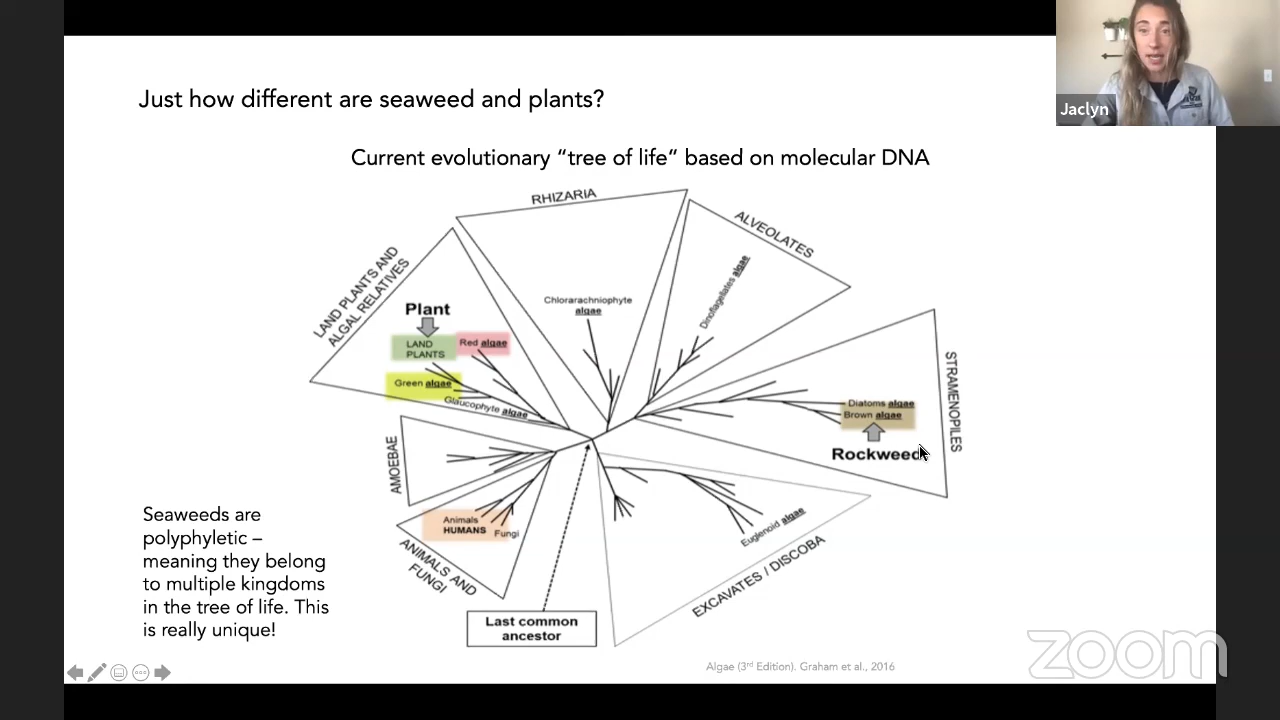 Jaclyn
Just how different are seaweed and plants?
Current evolutionary “tree of life” based on molecular DNA
RHIZARIA
ALVEOLATES
LAND PLANTS AND
ALGAL RELATIVES
Plant
LAND
PLANTS
Red algae
Green algae
Glaucophyte algae
Chlorarachniophyte
algae
Dinoflagellates algae
STRAMENOPILES
Diatoms algae
Brown algae
Rockweed
AMOEBAE
Animals
HUMANS
Fungi
ANIMALS AND
FUNGI
Euglenoid algae
EXCAVATES / DISCOBA
Last common
ancestor
Seaweeds are
polyphyletic –
meaning they belong
to multiple kingdoms
in the tree of life. This
is really unique!
Algae (3rd Edition). Graham et al., 2016
zoom